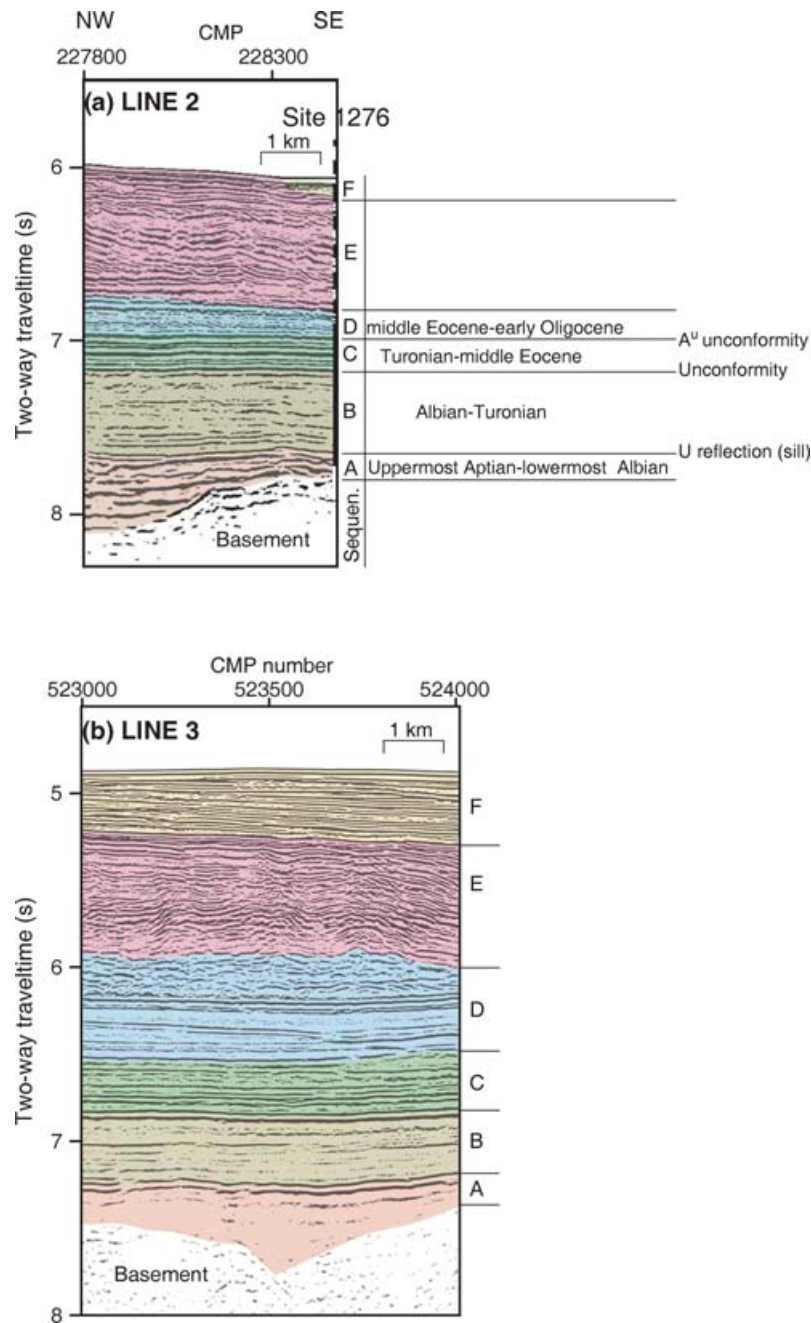 NW CMP SE
227800 228300
(a) LINE 2
Site 1276
1 km
6
F
E
D middle Eocene-early Oligocene
Aᵁ unconformity
7
C Turonian-middle Eocene
Unconformity
B Albian-Turonian
U reflection (sill)
A Uppermost Aptian-lowermost Albian
8
Basement
Sequen.
Two-way traveltime (s)
CMP number
523000 523500 524000
(b) LINE 3
1 km
5
F
E
6
D
C
7
B
A
Basement
8
Two-way traveltime (s)